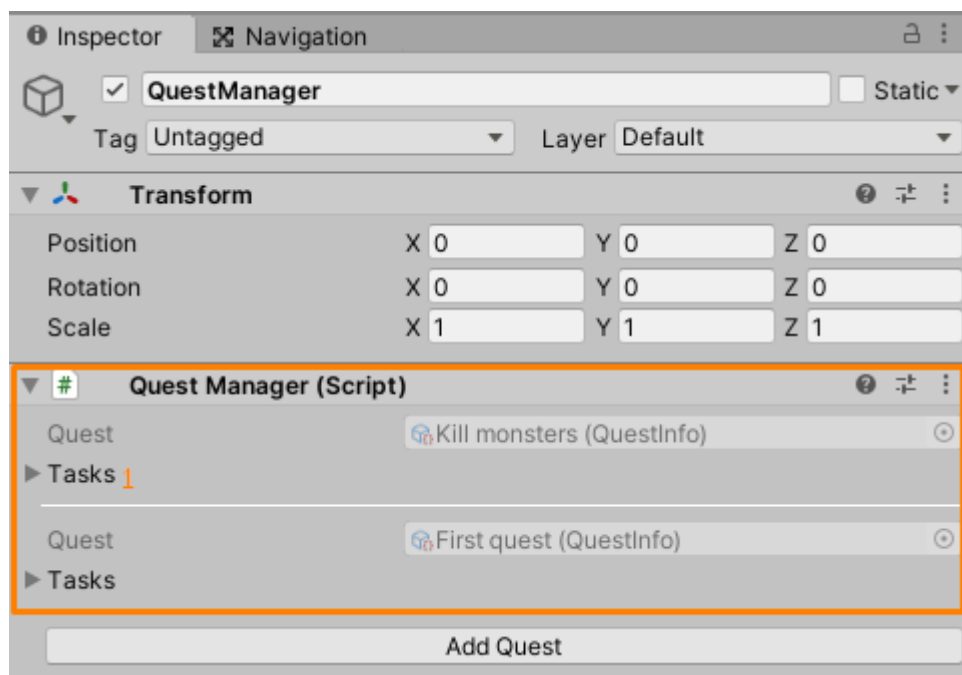 Inspector Navigation
QuestManager Static
Tag Untagged Layer Default
Transform
Position X 0 Y 0 Z 0
Rotation X 0 Y 0 Z 0
Scale X 1 Y 1 Z 1
# Quest Manager (Script)
Quest Kill monsters (QuestInfo)
Tasks 1
Quest First quest (QuestInfo)
Tasks
Add Quest